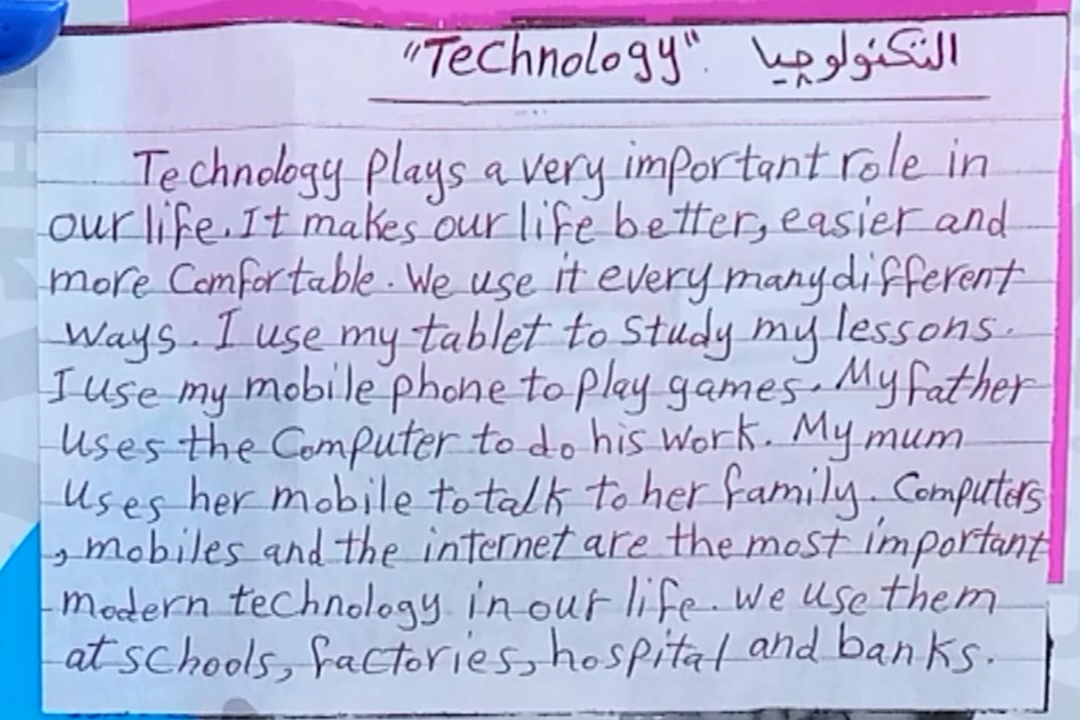 "Technology". التكنولوجيا
Technology plays a very important role in
our life. It makes our life better, easier and
more Comfortable. We use it every many different
ways. I use my tablet to study my lessons.
I use my mobile phone to play games. My father
uses the Computer to do his work. My mum
uses her mobile to talk to her family. Computers
, mobiles and the internet are the most important
modern technology in our life. We use them
at schools, factories, hospital and banks.